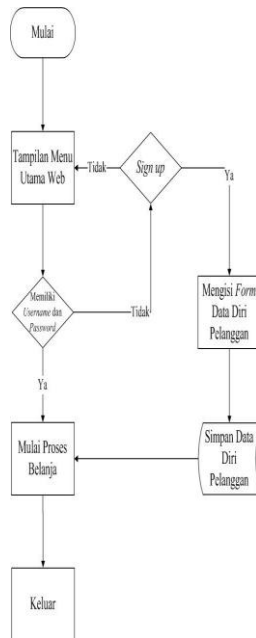 Mulai
Tampilan Menu
Utama Web
Tidak
Sign up
Ya
Memiliki
Username dan
Password
Tidak
Mengisi Form
Data Diri
Pelanggan
Ya
Mulai Proses
Belanja
Simpan Data
Diri
Pelanggan
Keluar